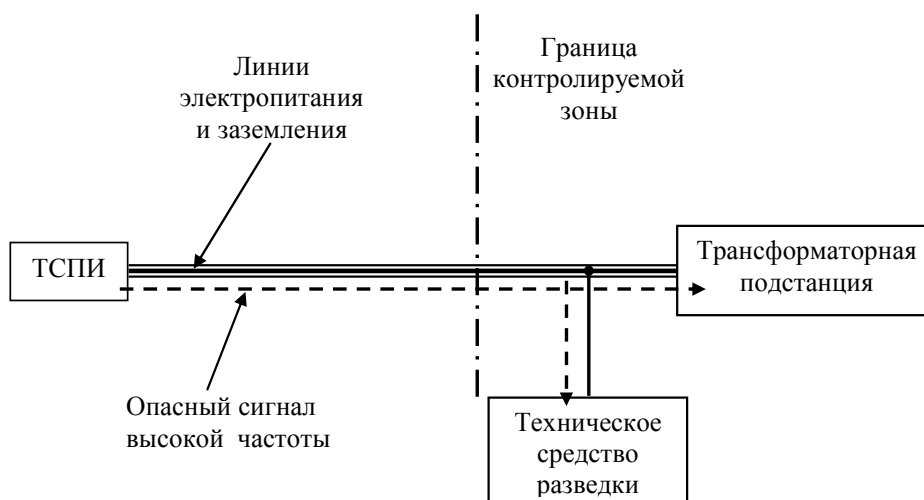 Линии
электропитания
и заземления
Граница
контролируемой
зоны
ТСПИ
Трансформаторная
подстанция
Опасный сигнал
высокой частоты
Техническое
средство
разведки